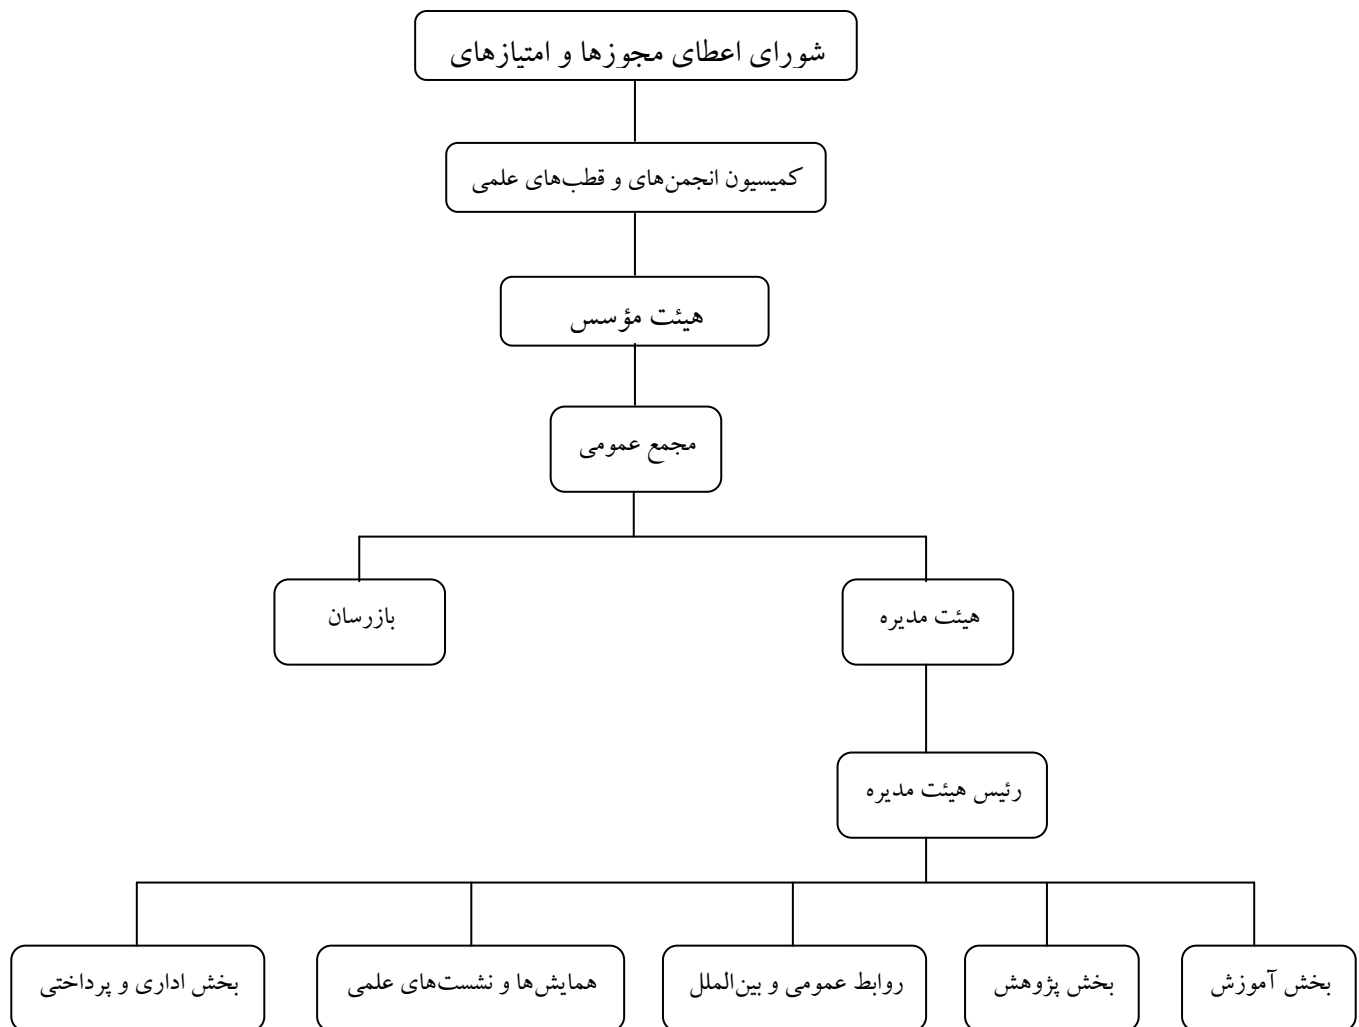 شورای اعطای مجوزها و امتیازهای
کمیسیون انجمن‌های و قطب‌های علمی
هیئت مؤسس
مجمع عمومی
هیئت مدیره
بازرسان
رئیس هیئت مدیره
بخش آموزش
بخش پژوهش
روابط عمومی و بین‌الملل
همایش‌ها و نشست‌های علمی
بخش اداری و پرداختی